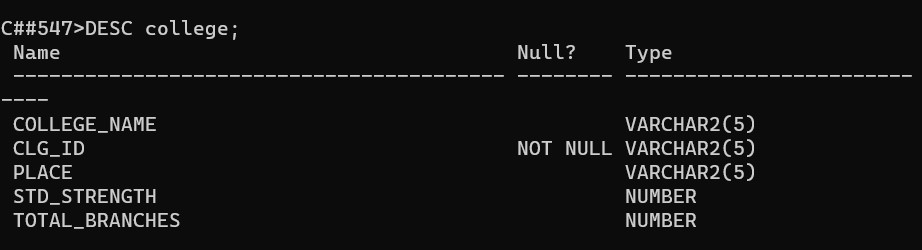 C##547>DESC college;
 Name                                      Null?    Type
 ----------------------------------------- -------- ------------------------
----
 COLLEGE_NAME                                       VARCHAR2(5)
 CLG_ID                                    NOT NULL VARCHAR2(5)
 PLACE                                              VARCHAR2(5)
 STD_STRENGTH                                       NUMBER
 TOTAL_BRANCHES                                     NUMBER